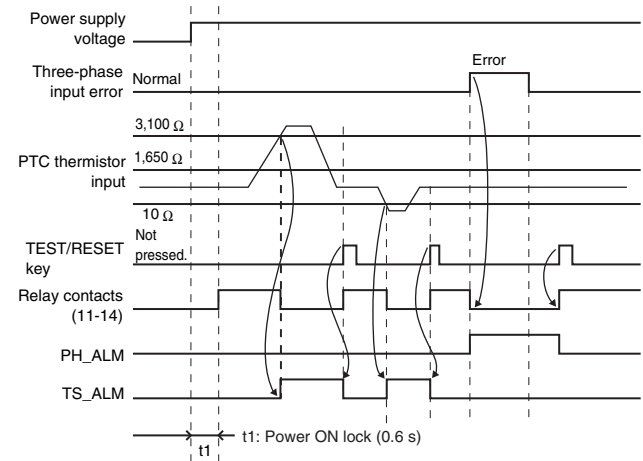 Power supply
voltage
Error
Three-phase
input error
Normal
3,100 Ω
PTC thermistor
input
1,650 Ω
10 Ω
TEST/RESET
key
Not
pressed.
Relay contacts
(11-14)
PH_ALM
TS_ALM
t1
t1: Power ON lock (0.6 s)